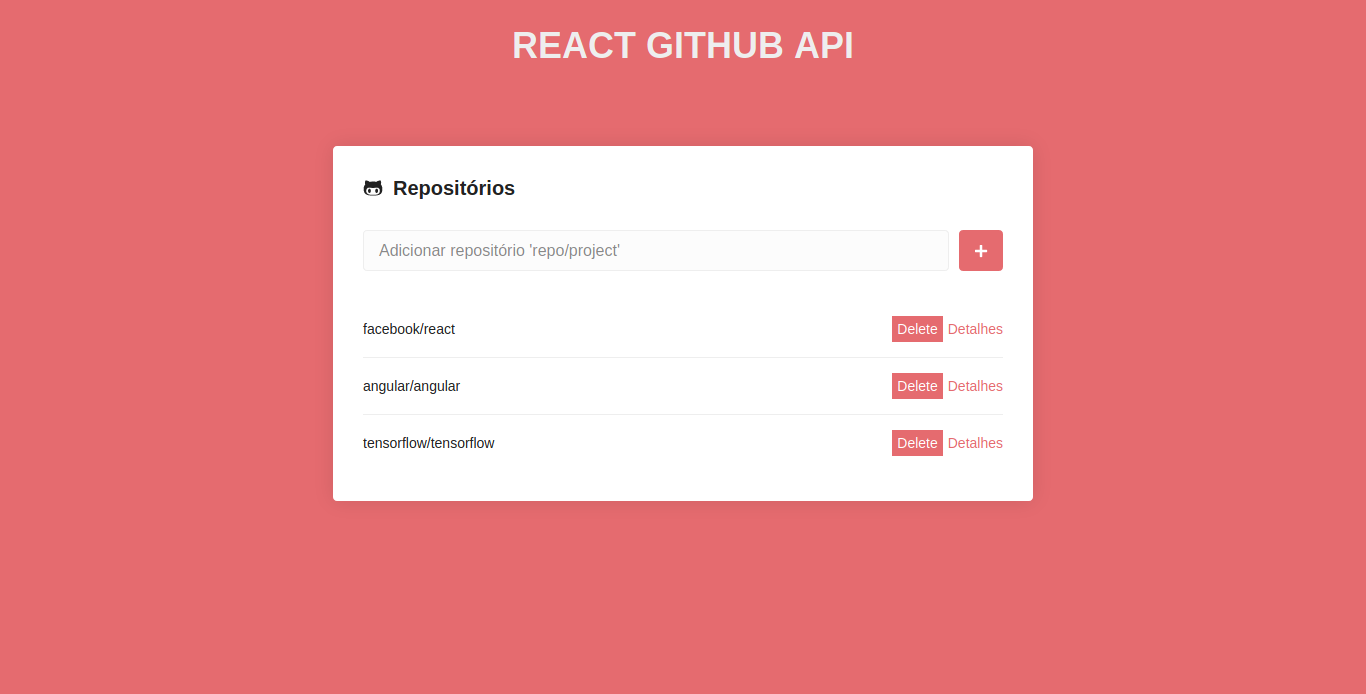 REACT GITHUB API
Repositórios
Adicionar repositório 'repo/project'
+
facebook/react Delete Detalhes
angular/angular Delete Detalhes
tensorflow/tensorflow Delete Detalhes